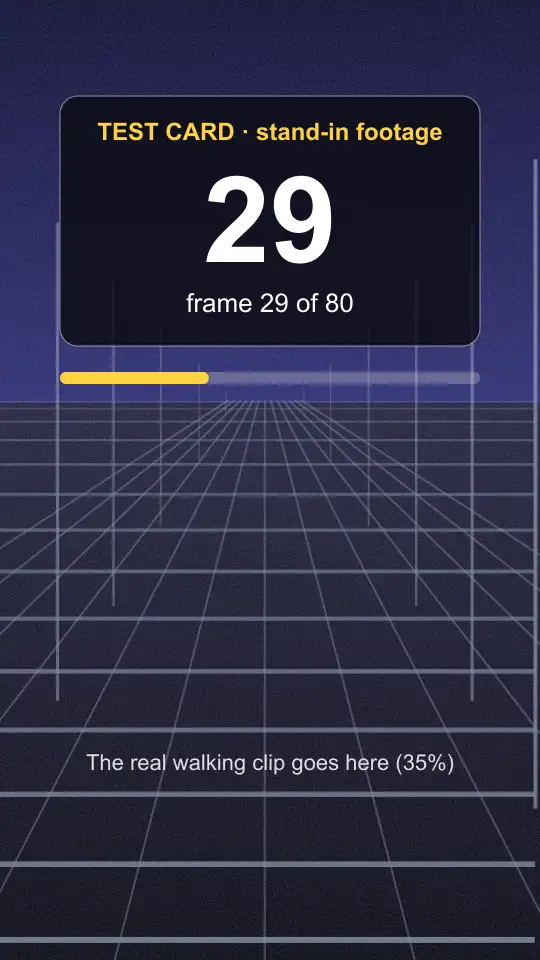 TEST CARD · stand-in footage
29
frame 29 of 80
The real walking clip goes here (35%)